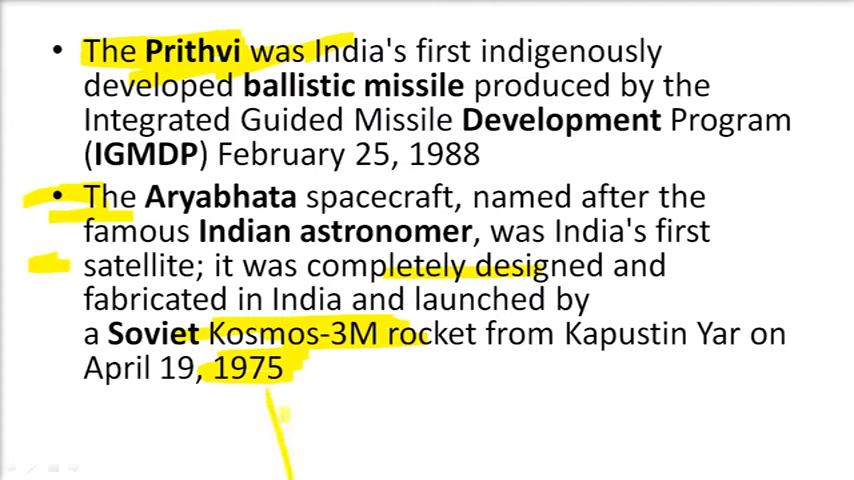 • The Prithvi was India's first indigenously
developed ballistic missile produced by the
Integrated Guided Missile Development Program
(IGMDP) February 25, 1988
• The Aryabhata spacecraft, named after the
famous Indian astronomer, was India's first
satellite; it was completely designed and
fabricated in India and launched by
a Soviet Kosmos-3M rocket from Kapustin Yar on
April 19, 1975